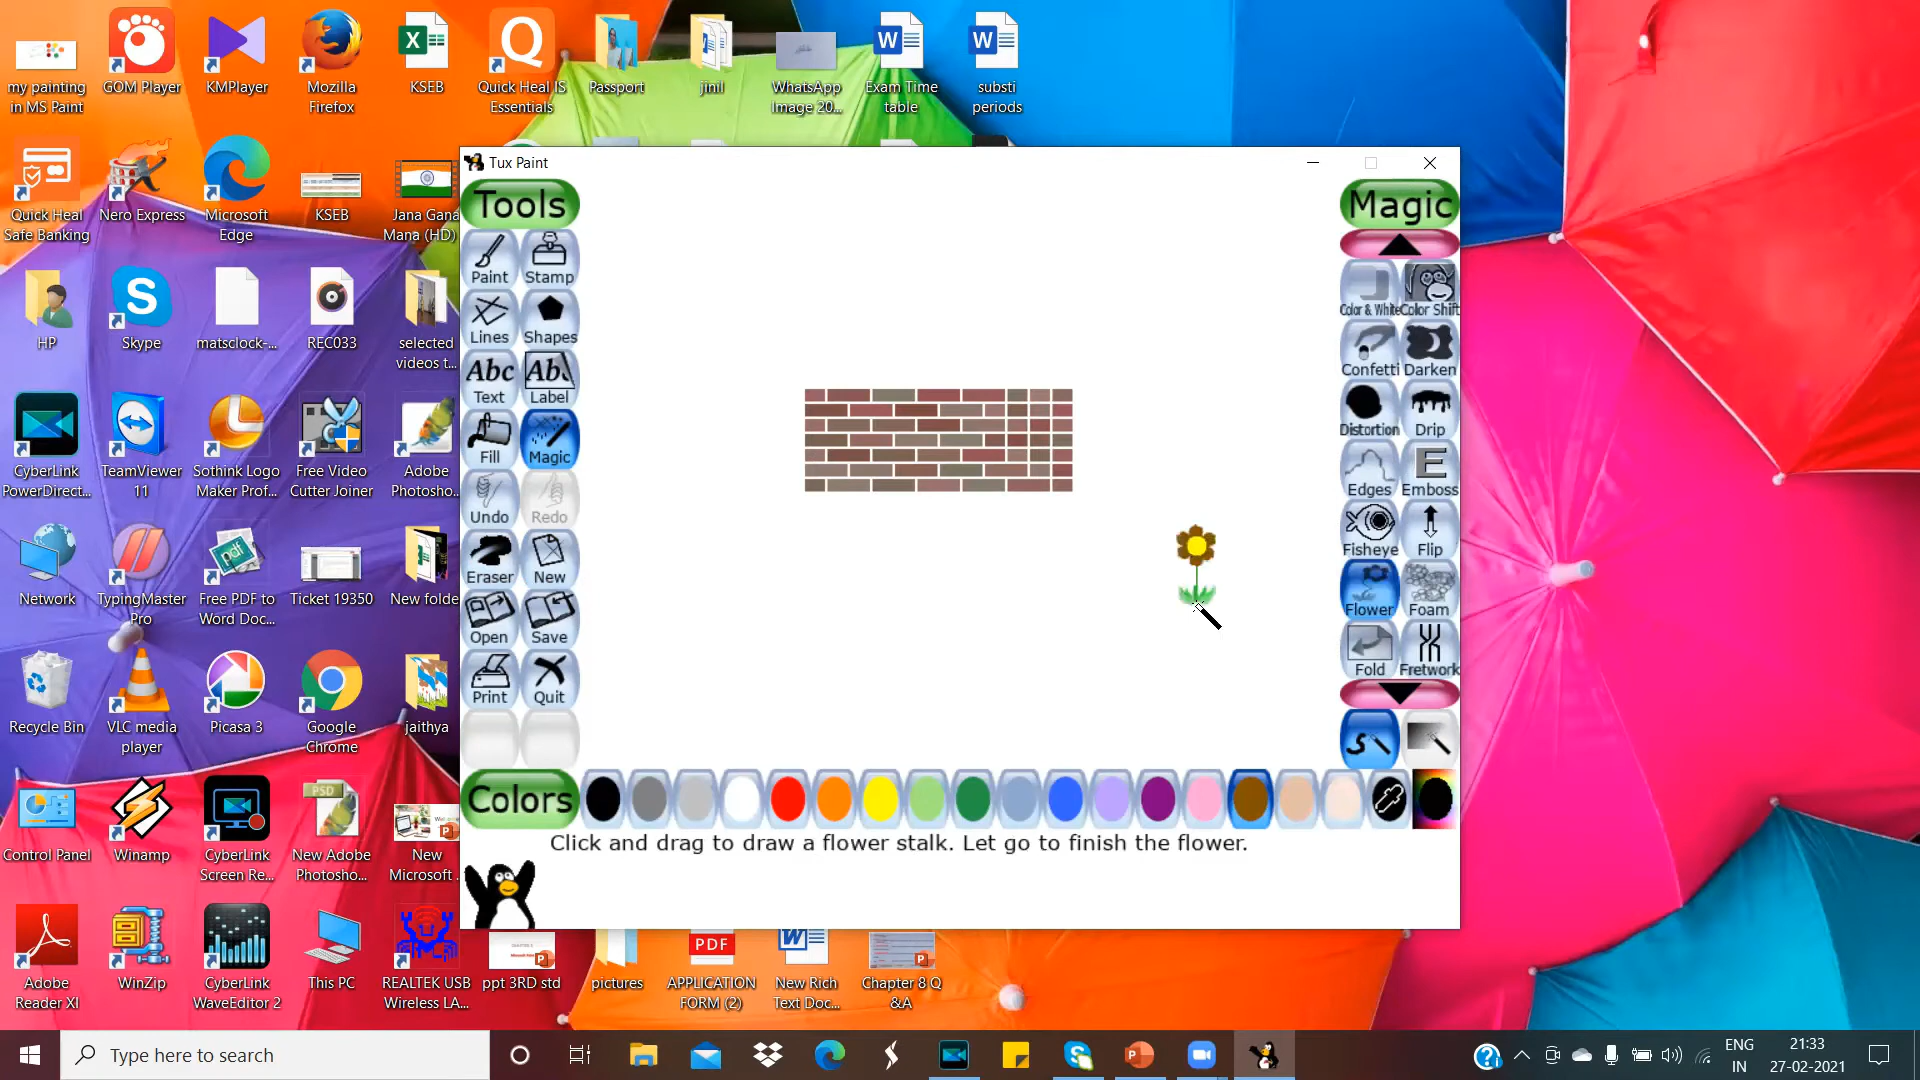 my painting
in MS Paint
GOM Player
KMPlayer
Mozilla
Firefox
KSEB
Quick Heal IS
Essentials
Passport
jinil
WhatsApp
Image 20...
Exam Time
table
substi
periods
Quick Heal
Safe Banking
Nero Express
Microsoft
Edge
KSEB
Jana Gana
Mana (HD)
HP
Skype
matsclock-...
REC033
selected
videos t...
CyberLink
PowerDirect...
TeamViewer
11
Sothink Logo
Maker Prof...
Free Video
Cutter Joiner
Adobe
Photosho...
Network
TypingMaster
Pro
Free PDF to
Word Doc...
Ticket 19350
New folde
Recycle Bin
VLC media
player
Picasa 3
Google
Chrome
jaithya
Control Panel
Winamp
CyberLink
Screen Re...
PSD
New Adobe
Photosho...
New
Microsoft .
Adobe
Reader XI
WinZip
CyberLink
WaveEditor 2
This PC
REALTEK USB
Wireless LA...
ppt 3RD std
pictures
PDF
APPLICATION
FORM (2)
New Rich
Text Doc...
Chapter 8 Q
&A
Tux Paint
Tools
Magic
Paint
Stamp
Lines
Shapes
Abc
Text
Abc
Label
Fill
Magic
Undo
Redo
Eraser
New
Open
Save
Print
Quit
Color & White
Color Shift
Confetti
Darken
Distortion
Drip
Edges
E
Emboss
Fisheye
Flip
Flower
Foam
Fold
Fretwork
Colors
Click and drag to draw a flower stalk. Let go to finish the flower.
Type here to search
ENG
IN
21:33
27-02-2021